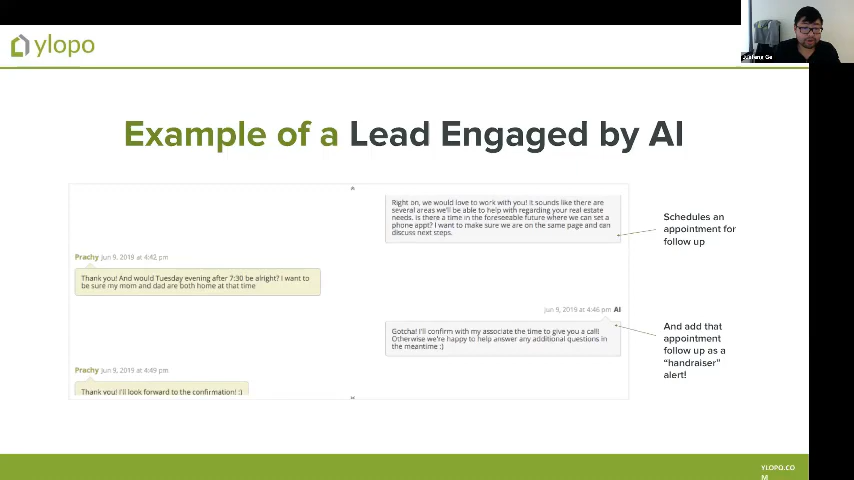 ylopo
Example of a Lead Engaged by AI
Right on, we would love to work with you! It sounds like there are
several areas we'll be able to help with regarding your real estate
needs. Is there a time in the foreseeable future where we can set a
phone appt? I want to make sure we are on the same page and can
discuss next steps.
Schedules an
appointment for
follow up
Prachy Jun 9, 2019 at 4:42 pm
Thank you! And would Tuesday evening after 7:30 be alright? I want to
be sure my mom and dad are both home at that time
Jun 9, 2019 at 4:46 pm AI
Gotcha! I'll confirm with my associate the time to give you a call!
Otherwise we're happy to help answer any additional questions in
the meantime :)
And add that
appointment
follow up as a
"handraiser"
alert!
Prachy Jun 9, 2019 at 4:49 pm
Thank you! I'll look forward to the confirmation! :)
YLOPO.CO
M